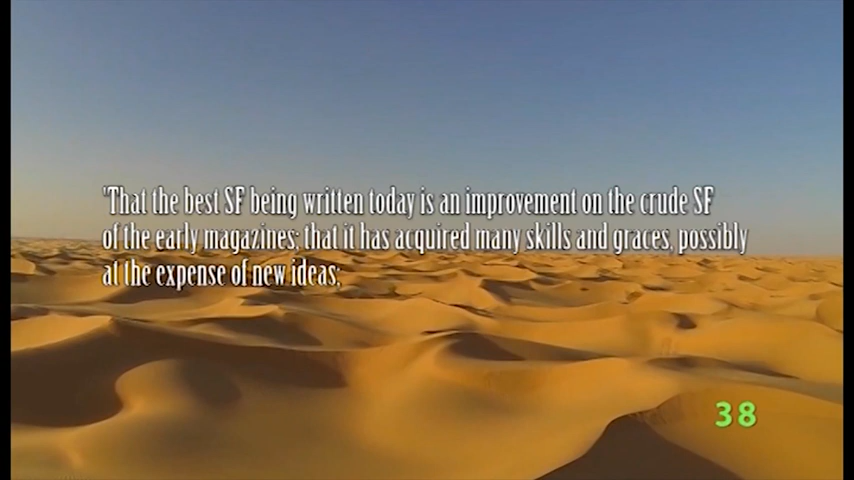 'That the best SF being written today is an improvement on the crude SF
of the early magazines; that it has acquired many skills and graces, possibly
at the expense of new ideas;
38